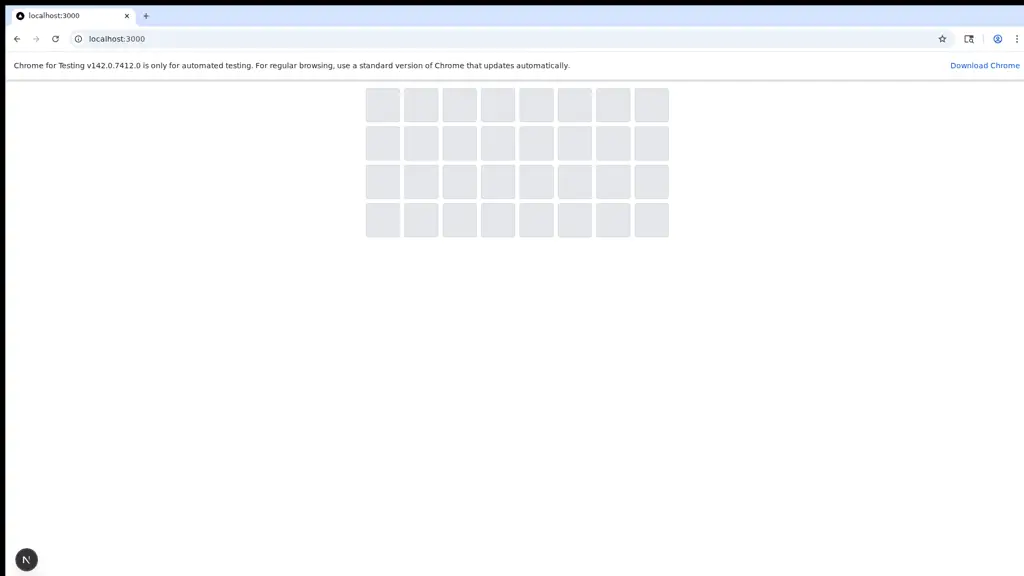 localhost:3000
localhost:3000
Chrome for Testing v142.0.7412.0 is only for automated testing. For regular browsing, use a standard version of Chrome that updates automatically.
Download Chrome
N